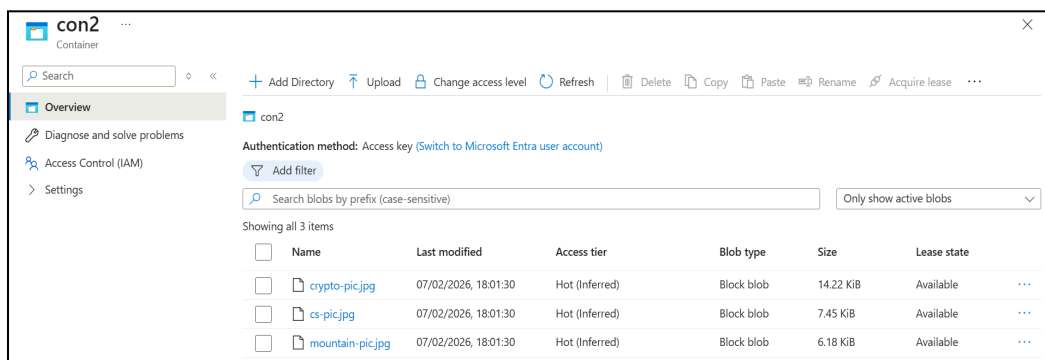 con2 ...
Container
Search
Overview
Diagnose and solve problems
Access Control (IAM)
Settings
Add Directory Upload Change access level Refresh Delete Copy Paste Rename Acquire lease ...
con2
Authentication method: Access key (Switch to Microsoft Entra user account)
Add filter
Search blobs by prefix (case-sensitive) Only show active blobs
Showing all 3 items
Name Last modified Access tier Blob type Size Lease state
crypto-pic.jpg 07/02/2026, 18:01:30 Hot (Inferred) Block blob 14.22 KiB Available ...
cs-pic.jpg 07/02/2026, 18:01:30 Hot (Inferred) Block blob 7.45 KiB Available ...
mountain-pic.jpg 07/02/2026, 18:01:30 Hot (Inferred) Block blob 6.18 KiB Available ...